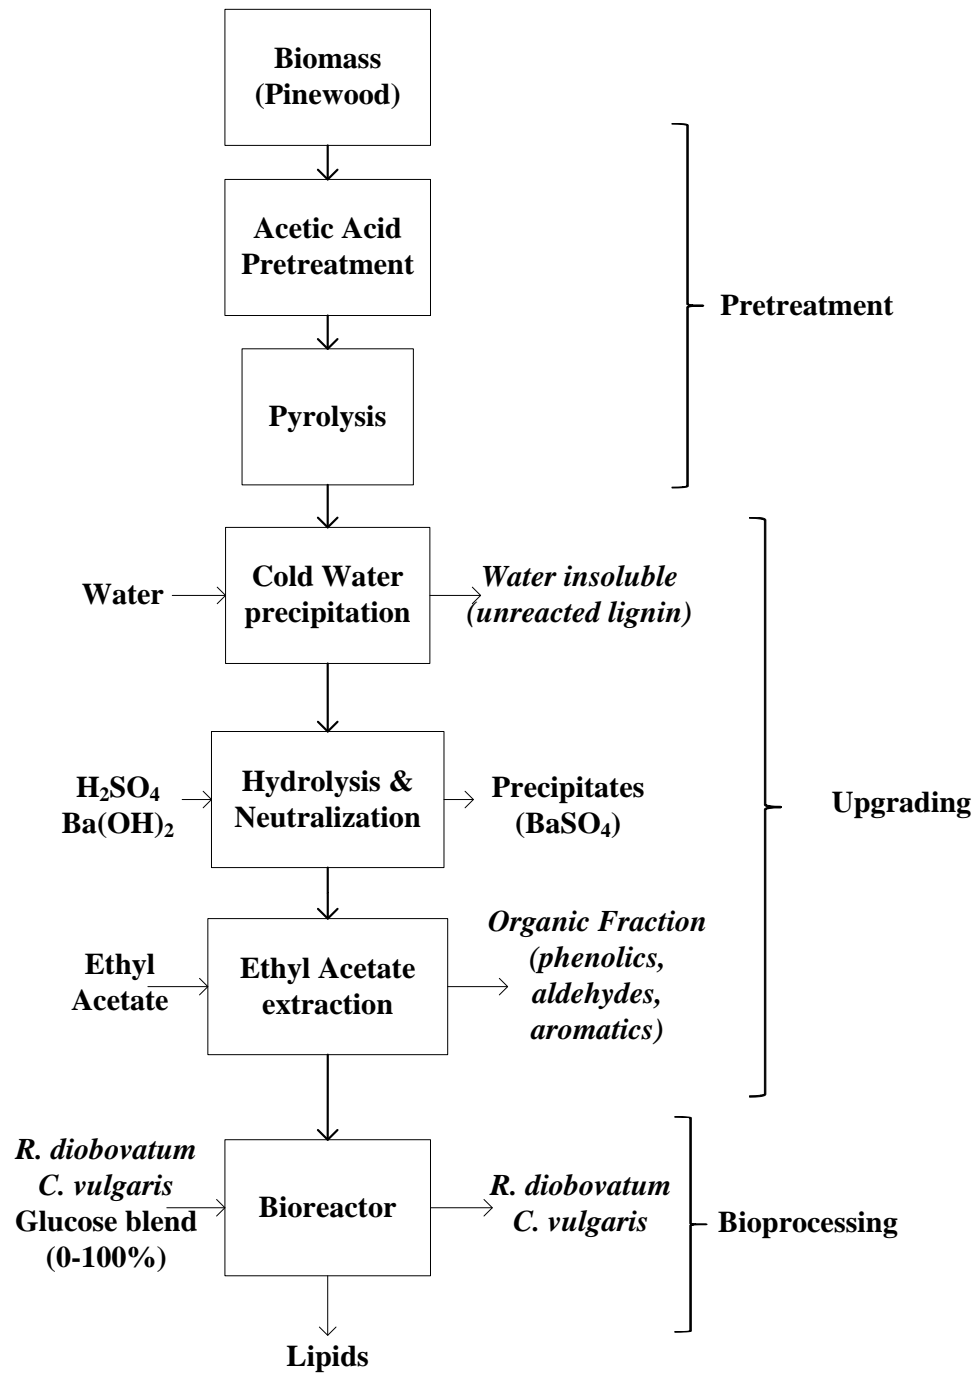 Biomass
(Pinewood)
Acetic Acid
Pretreatment
Pretreatment
Pyrolysis
Water
Cold Water
precipitation
Water insoluble
(unreacted lignin)
H₂SO₄
Ba(OH)₂
Hydrolysis &
Neutralization
Precipitates
(BaSO₄)
Upgrading
Ethyl
Acetate
Ethyl Acetate
extraction
Organic Fraction
(phenolics,
aldehydes,
aromatics)
R. diobovatum
C. vulgaris
Glucose blend
(0-100%)
Bioreactor
R. diobovatum
C. vulgaris
Bioprocessing
Lipids